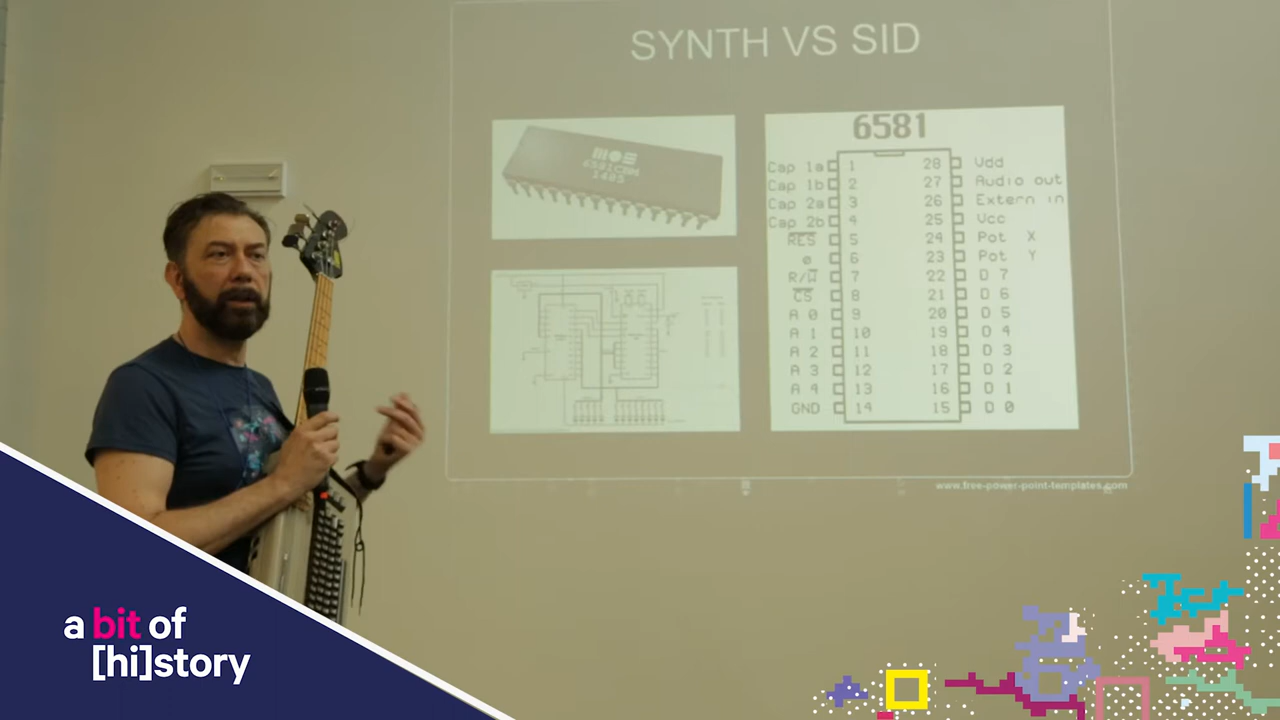 SYNTH VS SID
6581
Cap 1a 1 28 Vdd
Cap 1b 2 27 Audio out
Cap 2a 3 26 Extern in
Cap 2b 4 25 Vcc
RES 5 24 Pot X
ø 6 23 Pot Y
R/W 7 22 D 7
CS 8 21 D 6
A 0 9 20 D 5
A 1 10 19 D 4
A 2 11 18 D 3
A 3 12 17 D 2
A 4 13 16 D 1
GND 14 15 D 0
www.free-power-point-templates.com
a bit of
[hi]story